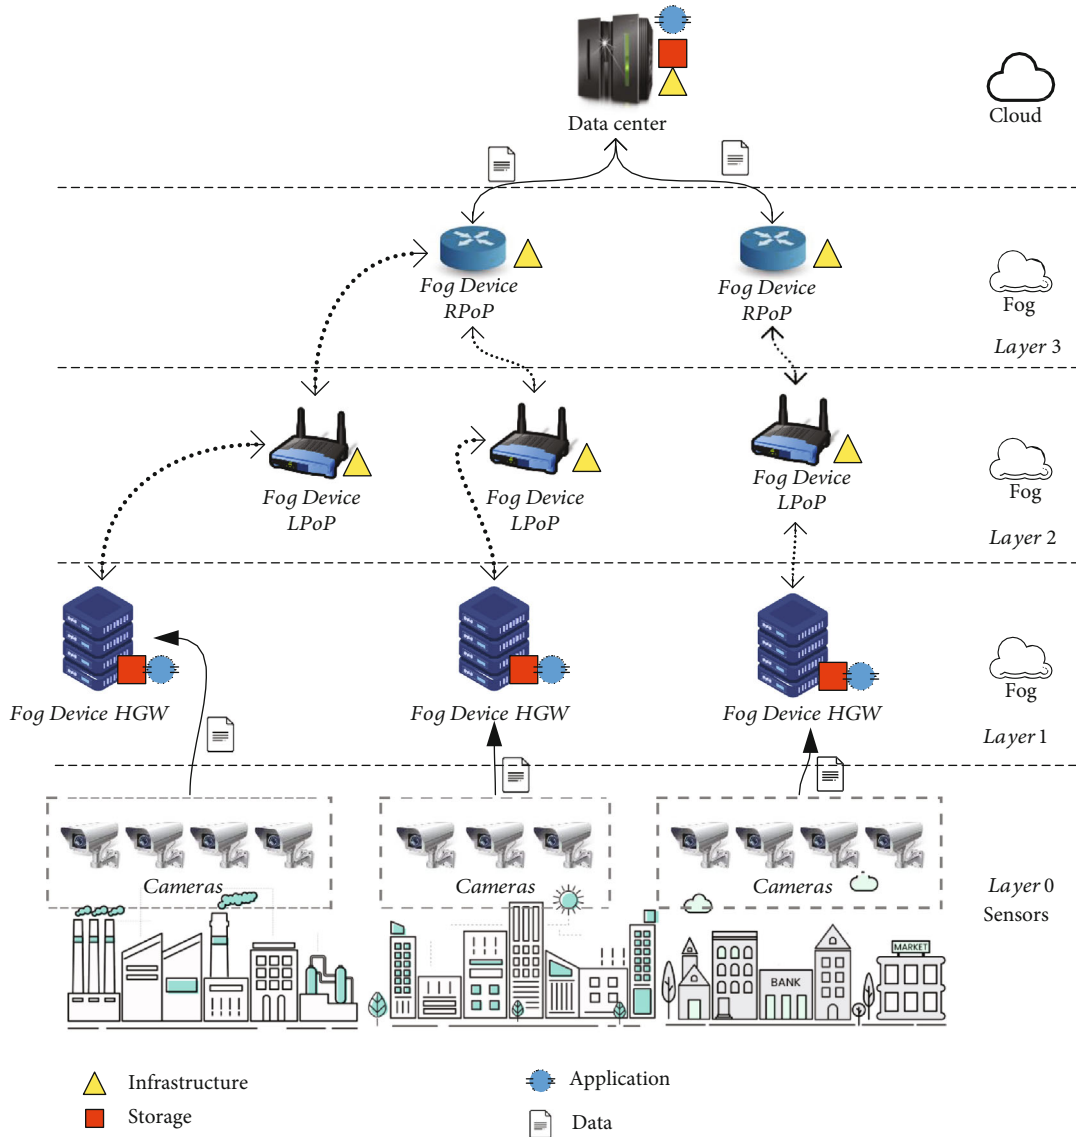 Data center
Cloud
Fog Device
RPoP
Fog Device
RPoP
Fog
Layer 3
Fog Device
LPoP
Fog Device
LPoP
Fog Device
LPoP
Fog
Layer 2
Fog Device HGW
Fog Device HGW
Fog Device HGW
Fog
Layer 1
Cameras
Cameras
Cameras
Layer 0
Sensors
MARKET
BANK
Infrastructure
Application
Storage
Data